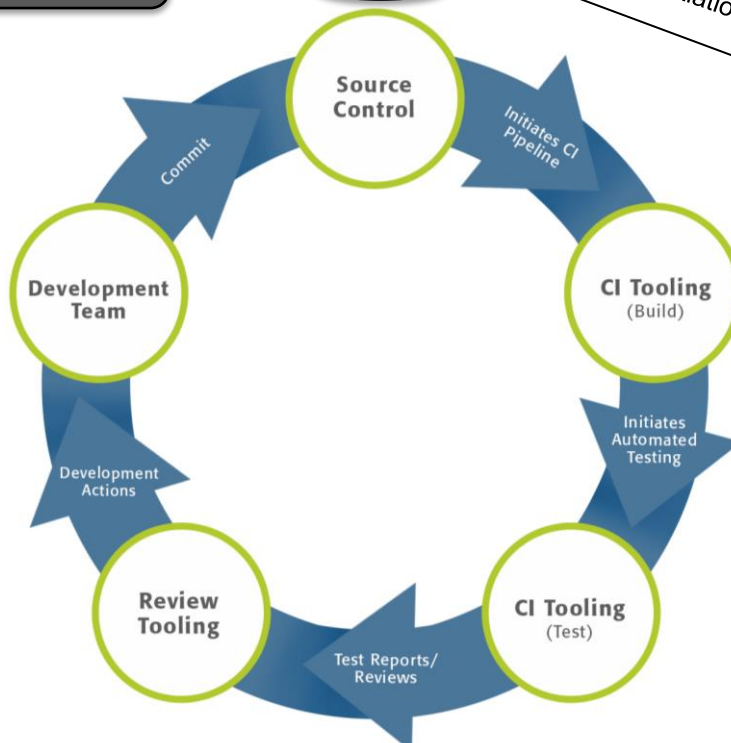 Source
Control
Initiates CI
Pipeline
CI Tooling
(Build)
Initiates
Automated
Testing
CI Tooling
(Test)
Test Reports/
Reviews
Review
Tooling
Development
Actions
Development
Team
Commit